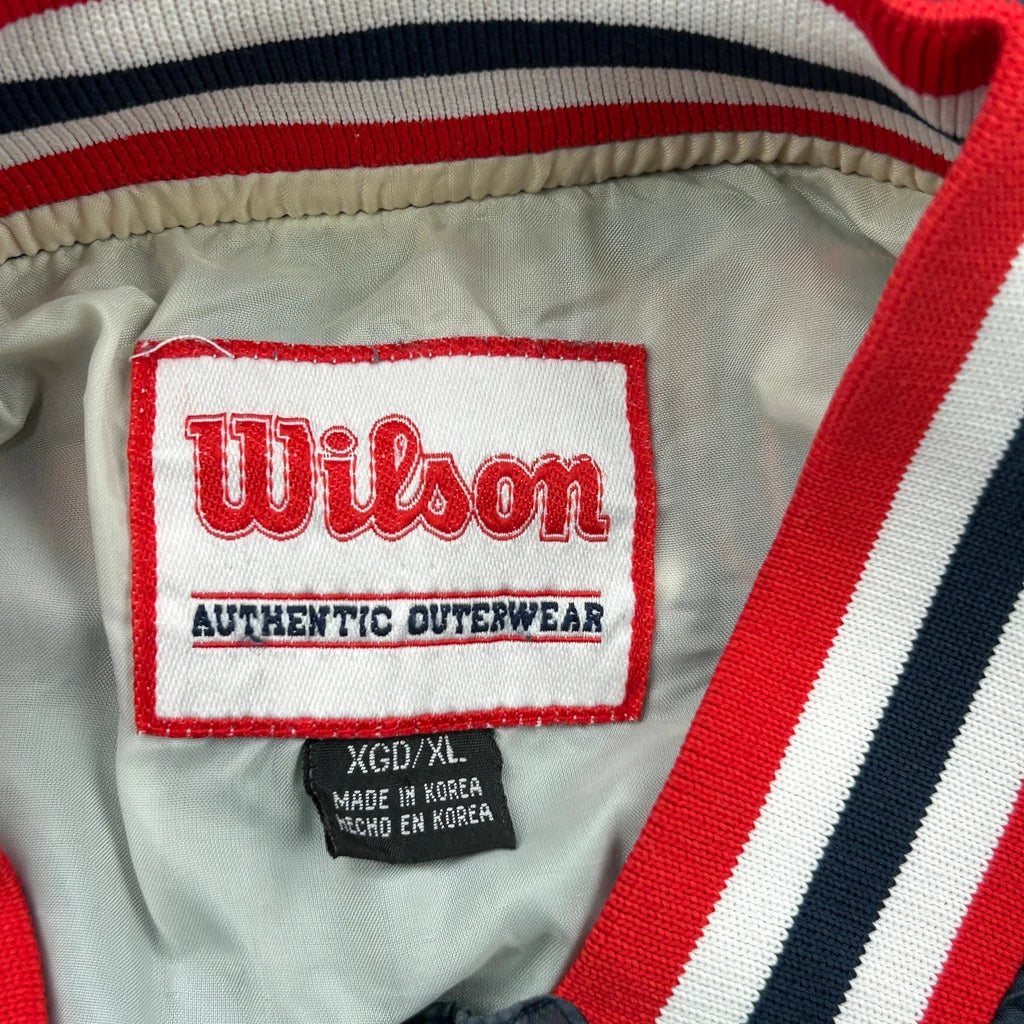 Wilson
AUTHENTIC OUTERWEAR
XGD/XL
MADE IN KOREA
HECHO EN KOREA